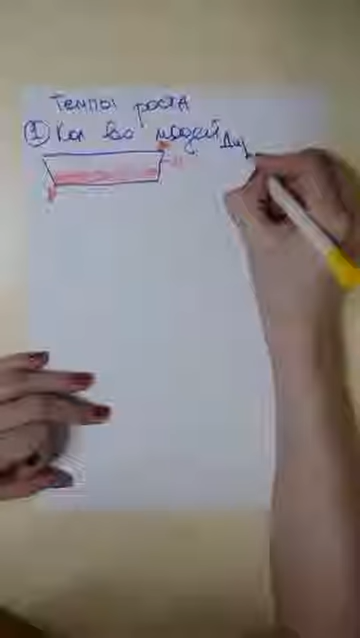 Темпы роста
① Кол во людей